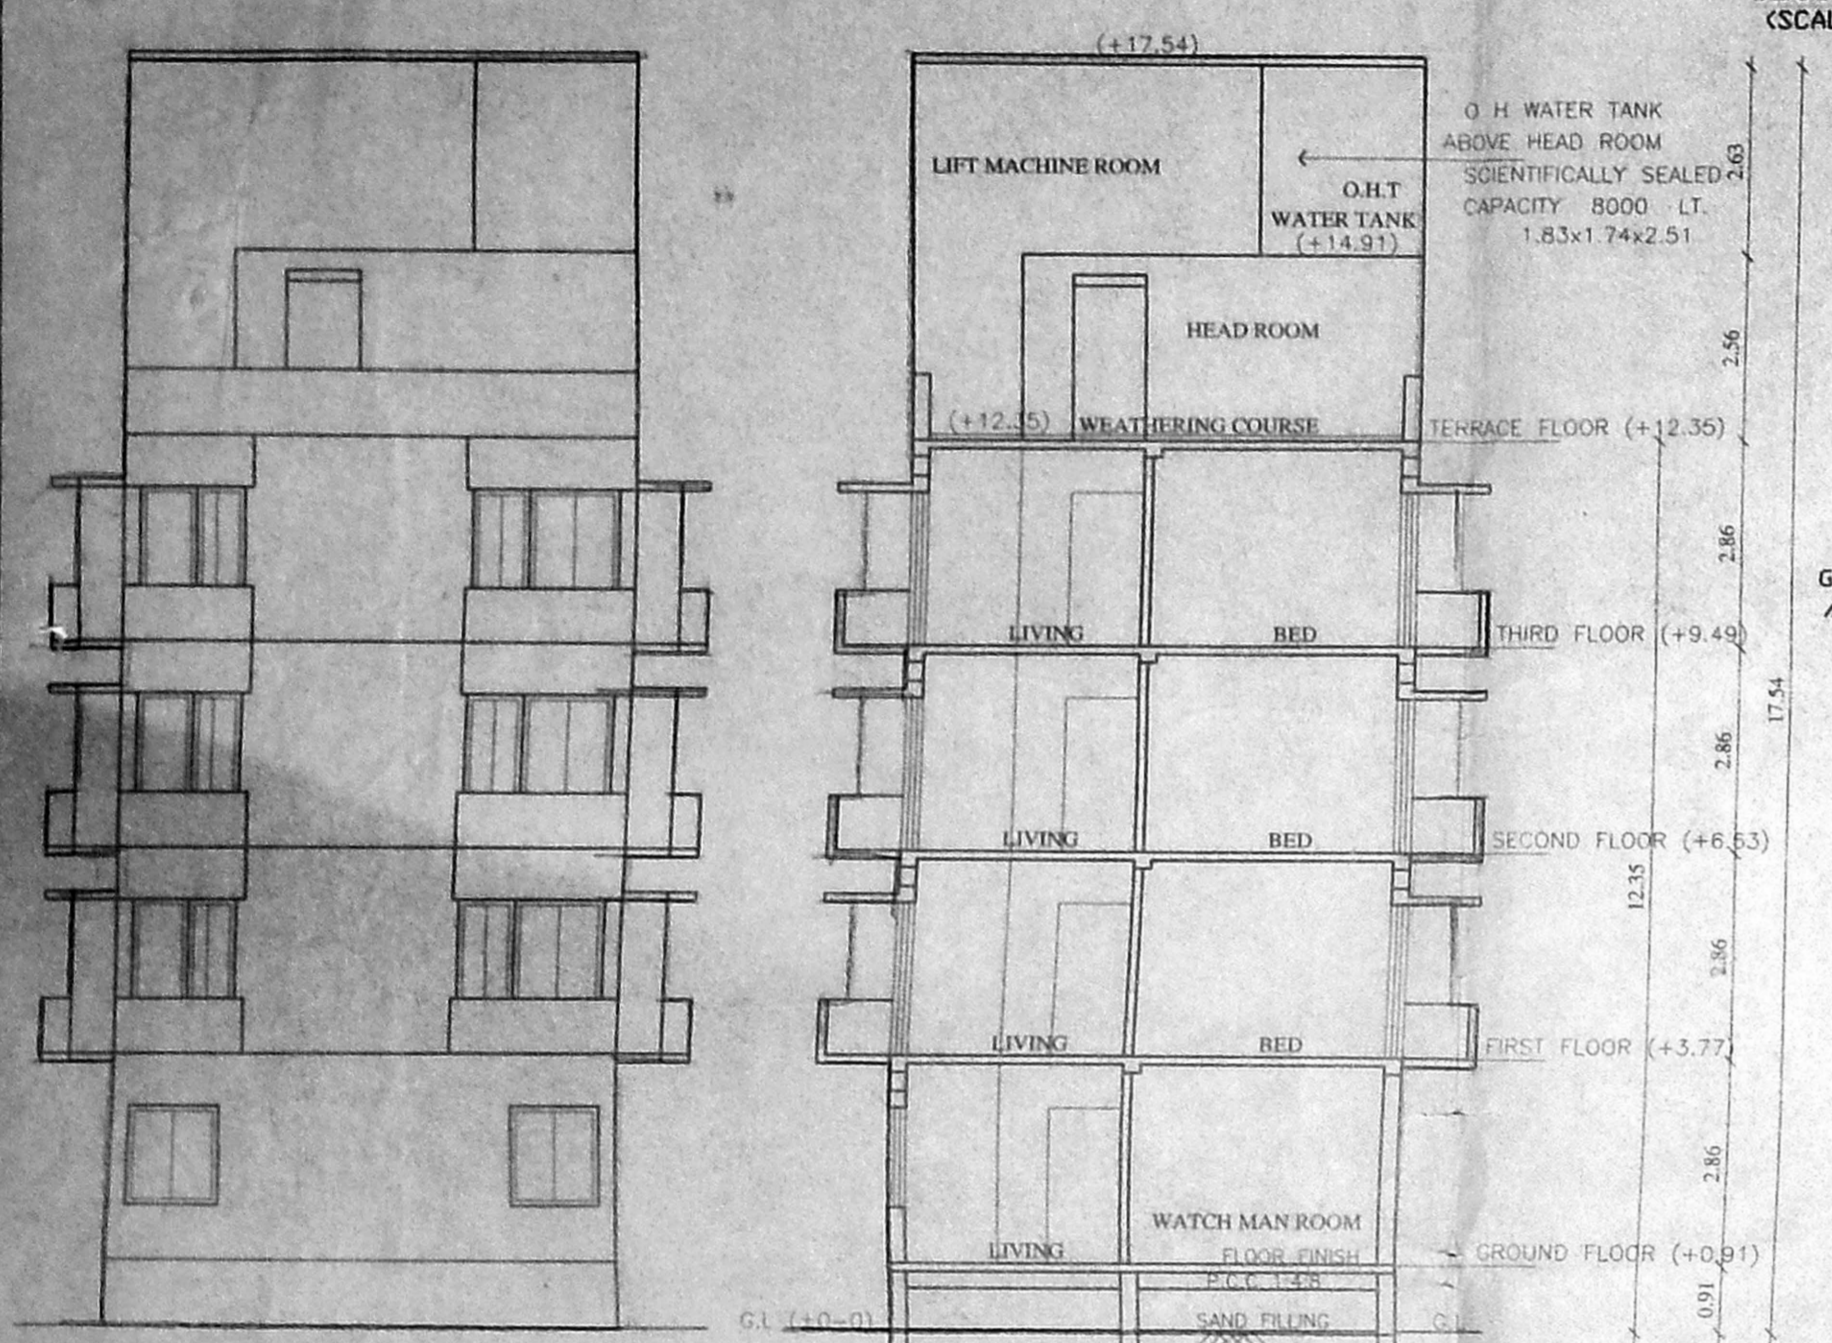 (SCAL
(+17.54)
O H WATER TANK
ABOVE HEAD ROOM
SCIENTIFICALLY SEALED
CAPACITY 8000 LT.
1.83x1.74x2.51
2.63
LIFT MACHINE ROOM
O.H.T
WATER TANK
(+14.91)
HEAD ROOM
2.56
(+12.35)
WEATHERING COURSE
TERRACE FLOOR (+12.35)
2.86
G
LIVING
BED
THIRD FLOOR (+9.49)
17.54
2.86
LIVING
BED
SECOND FLOOR (+6.63)
12.35
2.86
LIVING
BED
FIRST FLOOR (+3.77)
2.86
WATCH MAN ROOM
LIVING
FLOOR FINISH
GROUND FLOOR (+0.91)
P.C.C. 1:4:8
0.91
G.L (+0-0)
SAND FILLING
G.L